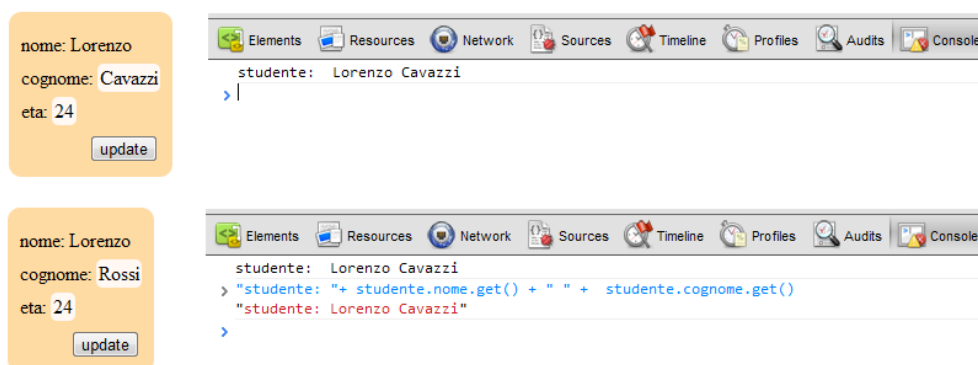 nome: Lorenzo
cognome: Cavazzi
eta: 24
update
Elements Resources Network Sources Timeline Profiles Audits Console
studente: Lorenzo Cavazzi
>
nome: Lorenzo
cognome: Rossi
eta: 24
update
Elements Resources Network Sources Timeline Profiles Audits Console
studente: Lorenzo Cavazzi
> "studente: "+ studente.nome.get() + " " + studente.cognome.get()
"studente: Lorenzo Cavazzi"
>